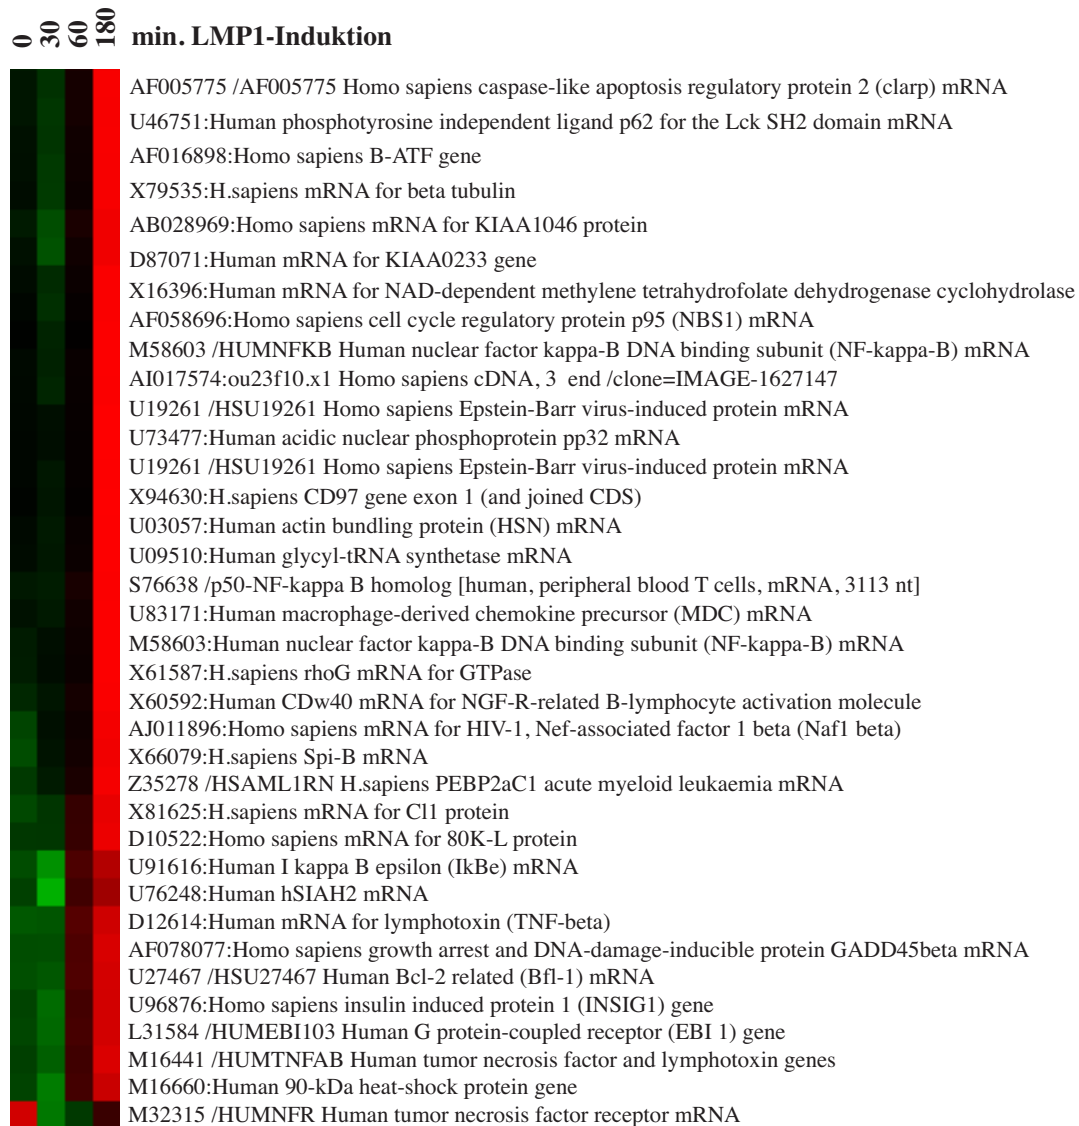 0 30 60 180 min. LMP1-Induktion
AF005775 /AF005775 Homo sapiens caspase-like apoptosis regulatory protein 2 (clarp) mRNA
U46751:Human phosphotyrosine independent ligand p62 for the Lck SH2 domain mRNA
AF016898:Homo sapiens B-ATF gene
X79535:H.sapiens mRNA for beta tubulin
AB028969:Homo sapiens mRNA for KIAA1046 protein
D87071:Human mRNA for KIAA0233 gene
X16396:Human mRNA for NAD-dependent methylene tetrahydrofolate dehydrogenase cyclohydrolase
AF058696:Homo sapiens cell cycle regulatory protein p95 (NBS1) mRNA
M58603 /HUMNFKB Human nuclear factor kappa-B DNA binding subunit (NF-kappa-B) mRNA
AI017574:ou23f10.x1 Homo sapiens cDNA, 3 end /clone=IMAGE-1627147
U19261 /HSU19261 Homo sapiens Epstein-Barr virus-induced protein mRNA
U73477:Human acidic nuclear phosphoprotein pp32 mRNA
U19261 /HSU19261 Homo sapiens Epstein-Barr virus-induced protein mRNA
X94630:H.sapiens CD97 gene exon 1 (and joined CDS)
U03057:Human actin bundling protein (HSN) mRNA
U09510:Human glycyl-tRNA synthetase mRNA
S76638 /p50-NF-kappa B homolog [human, peripheral blood T cells, mRNA, 3113 nt]
U83171:Human macrophage-derived chemokine precursor (MDC) mRNA
M58603:Human nuclear factor kappa-B DNA binding subunit (NF-kappa-B) mRNA
X61587:H.sapiens rhoG mRNA for GTPase
X60592:Human CDw40 mRNA for NGF-R-related B-lymphocyte activation molecule
AJ011896:Homo sapiens mRNA for HIV-1, Nef-associated factor 1 beta (Naf1 beta)
X66079:H.sapiens Spi-B mRNA
Z35278 /HSAML1RN H.sapiens PEBP2aC1 acute myeloid leukaemia mRNA
X81625:H.sapiens mRNA for Cl1 protein
D10522:Homo sapiens mRNA for 80K-L protein
U91616:Human I kappa B epsilon (IkBe) mRNA
U76248:Human hSIAH2 mRNA
D12614:Human mRNA for lymphotoxin (TNF-beta)
AF078077:Homo sapiens growth arrest and DNA-damage-inducible protein GADD45beta mRNA
U27467 /HSU27467 Human Bcl-2 related (Bfl-1) mRNA
U96876:Homo sapiens insulin induced protein 1 (INSIG1) gene
L31584 /HUMEBI103 Human G protein-coupled receptor (EBI 1) gene
M16441 /HUMTNFAB Human tumor necrosis factor and lymphotoxin genes
M16660:Human 90-kDa heat-shock protein gene
M32315 /HUMNFR Human tumor necrosis factor receptor mRNA